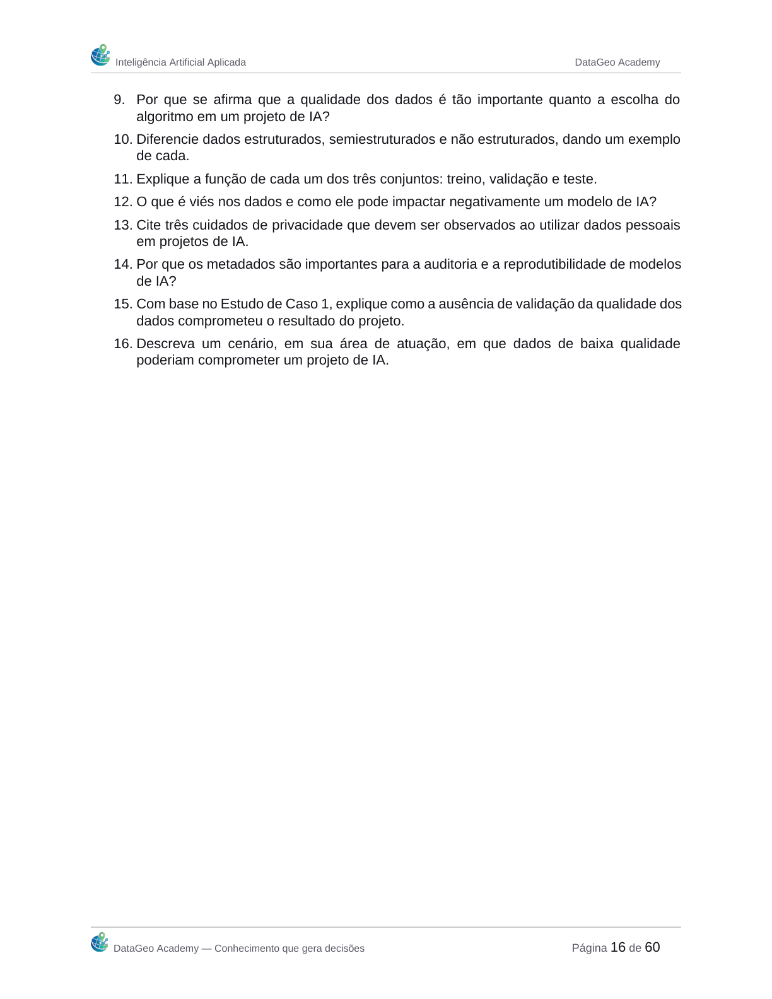 Inteligência Artificial Aplicada DataGeo Academy
9. Por que se afirma que a qualidade dos dados é tão importante quanto a escolha do
algoritmo em um projeto de IA?
10. Diferencie dados estruturados, semiestruturados e não estruturados, dando um exemplo
de cada.
11. Explique a função de cada um dos três conjuntos: treino, validação e teste.
12. O que é viés nos dados e como ele pode impactar negativamente um modelo de IA?
13. Cite três cuidados de privacidade que devem ser observados ao utilizar dados pessoais
em projetos de IA.
14. Por que os metadados são importantes para a auditoria e a reprodutibilidade de modelos
de IA?
15. Com base no Estudo de Caso 1, explique como a ausência de validação da qualidade dos
dados comprometeu o resultado do projeto.
16. Descreva um cenário, em sua área de atuação, em que dados de baixa qualidade
poderiam comprometer um projeto de IA.
DataGeo Academy — Conhecimento que gera decisões Página 16 de 60